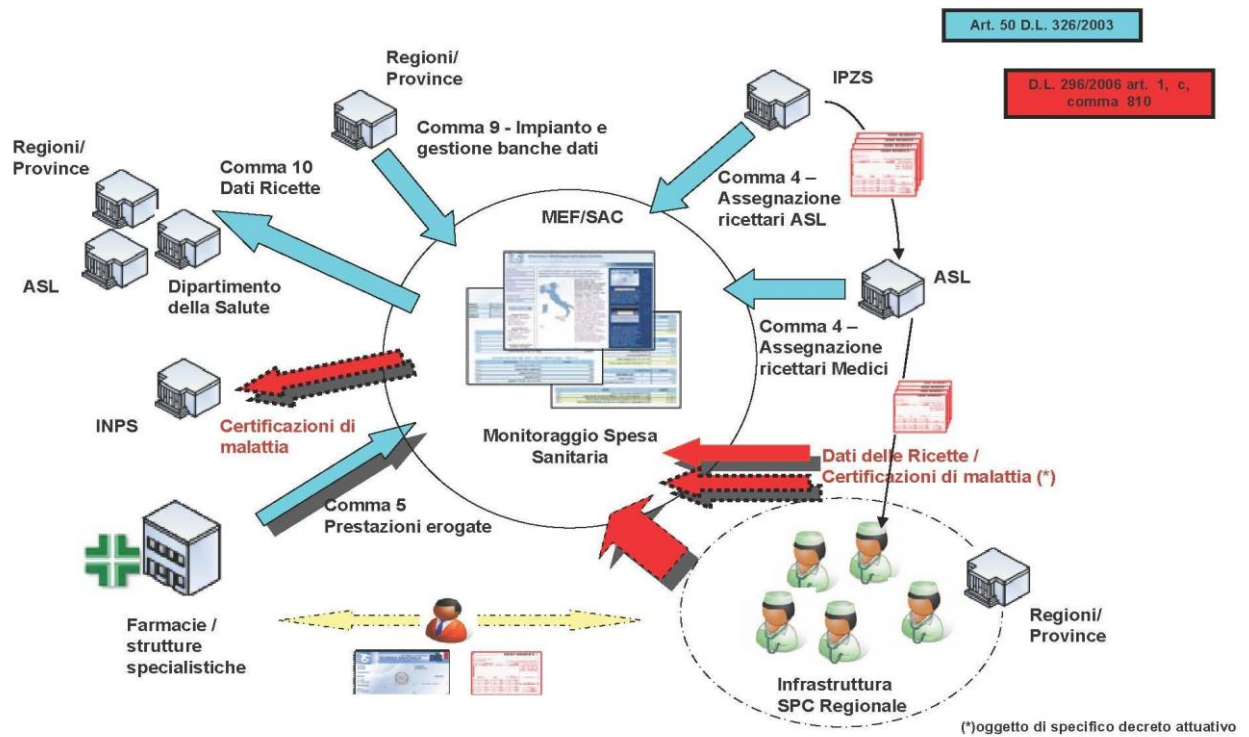 Art. 50 D.L. 326/2003
D.L. 296/2006 art. 1, c,
comma 810
Regioni/
Province
IPZS
Comma 9 - Impianto e
gestione banche dati
Regioni/
Province
Comma 10
Dati Ricette
Comma 4 –
Assegnazione
ricettari ASL
MEF/SAC
ASL
ASL
Dipartimento
della Salute
Comma 4 –
Assegnazione
ricettari Medici
INPS
Certificazioni di
malattia
Monitoraggio Spesa
Sanitaria
Dati delle Ricette /
Certificazioni di malattia (*)
Comma 5
Prestazioni erogate
Farmacie /
strutture
specialistiche
Regioni/
Province
Infrastruttura
SPC Regionale
(*)oggetto di specifico decreto attuativo